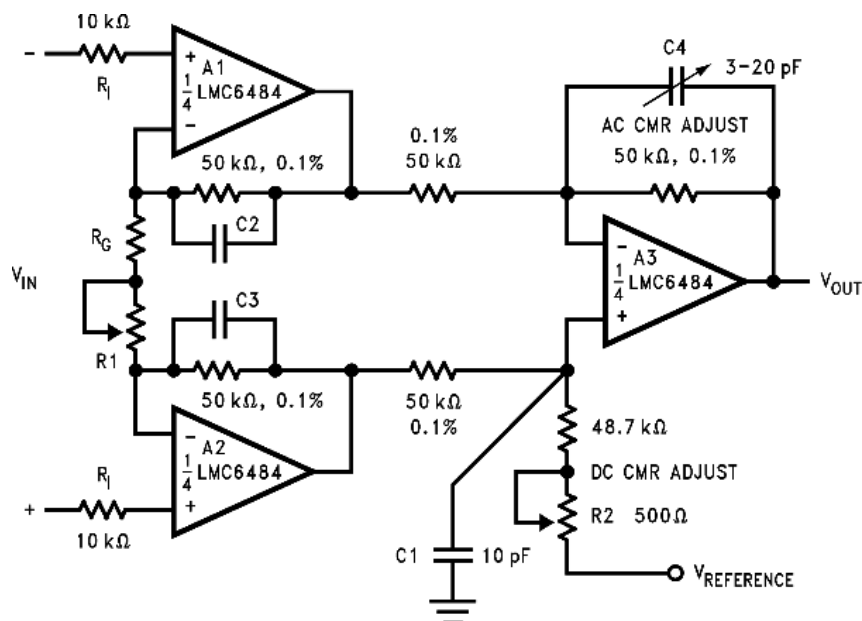 10 kΩ
−
R_I
+
A1
1/4 LMC6484
−
50 kΩ, 0.1%
C2
0.1%
50 kΩ
C4
3–20 pF
AC CMR ADJUST
50 kΩ, 0.1%
R_G
V_IN
R1
C3
50 kΩ, 0.1%
−
A2
1/4 LMC6484
+
R_I
+
10 kΩ
50 kΩ
0.1%
−
A3
1/4 LMC6484
+
V_OUT
48.7 kΩ
DC CMR ADJUST
R2 500Ω
C1
10 pF
V_REFERENCE